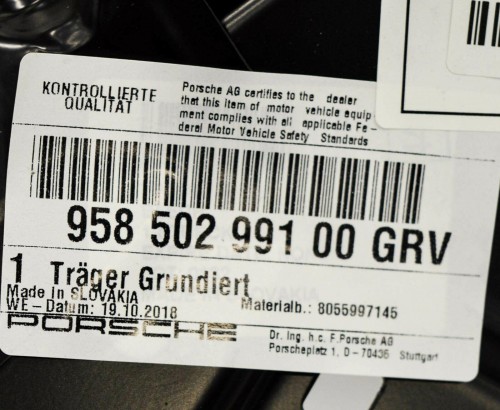 KONTROLLIERTE
QUALITÄT
Porsche AG certifies to the dealer
that this item of motor vehicle equip
ment complies with all applicable Fe-
deral Motor Vehicle Safety Standards
958 502 991 00 GRV
1 Träger Grundiert
Made in SLOVAKIA
WE-Datum: 19.10.2018
Materialb.: 8055997145
PORSCHE
Dr. Ing. h.c. F.Porsche AG
Porscheplatz 1, D-70436 Stuttgart